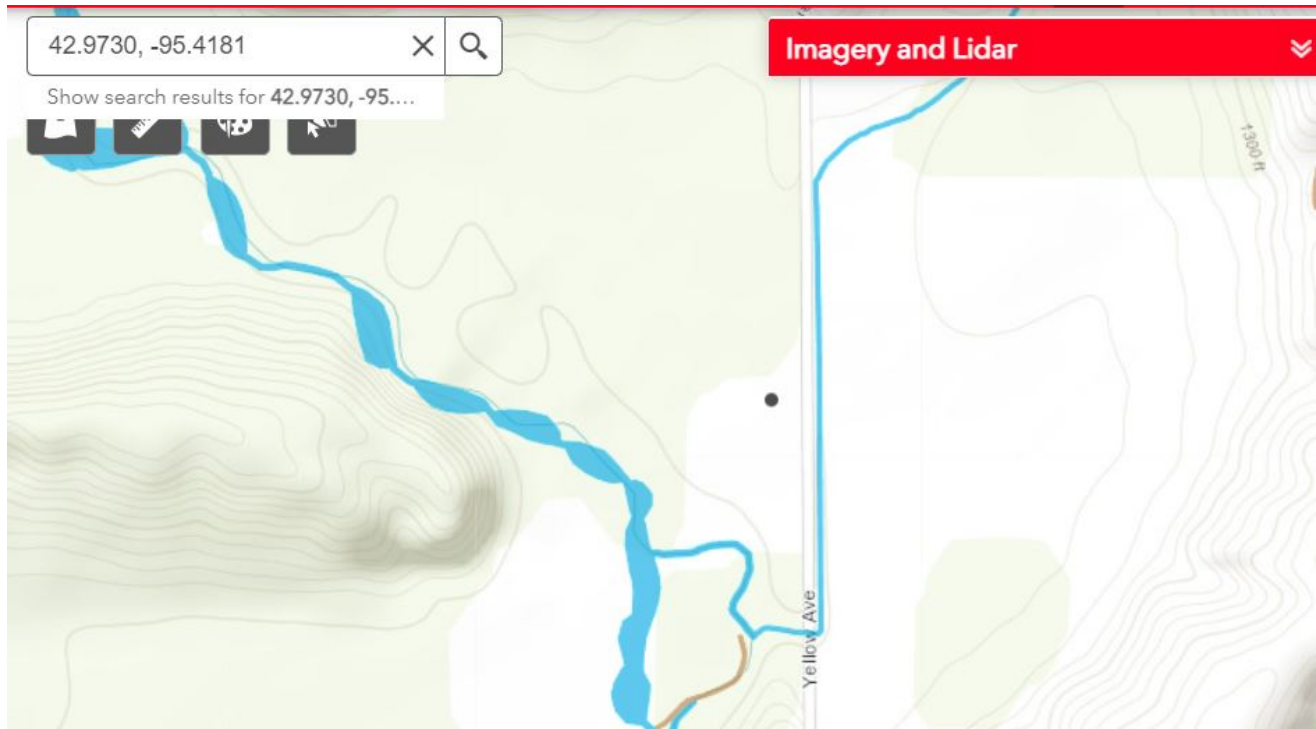 42.9730, -95.4181
Imagery and Lidar
Show search results for 42.9730, -95....
1300 ft
Yellow Ave